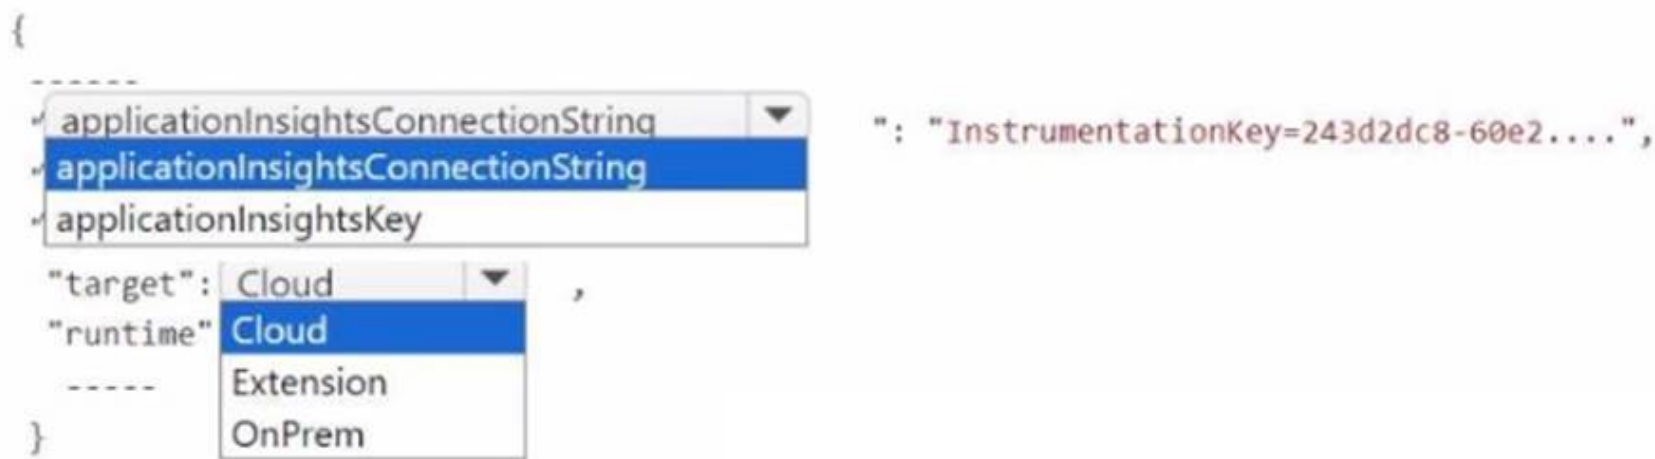 {
------
applicationInsightsConnectionString ": "InstrumentationKey=243d2dc8-60e2....",
applicationInsightsConnectionString
applicationInsightsKey
"target": Cloud ,
"runtime" Cloud
----- Extension
} OnPrem